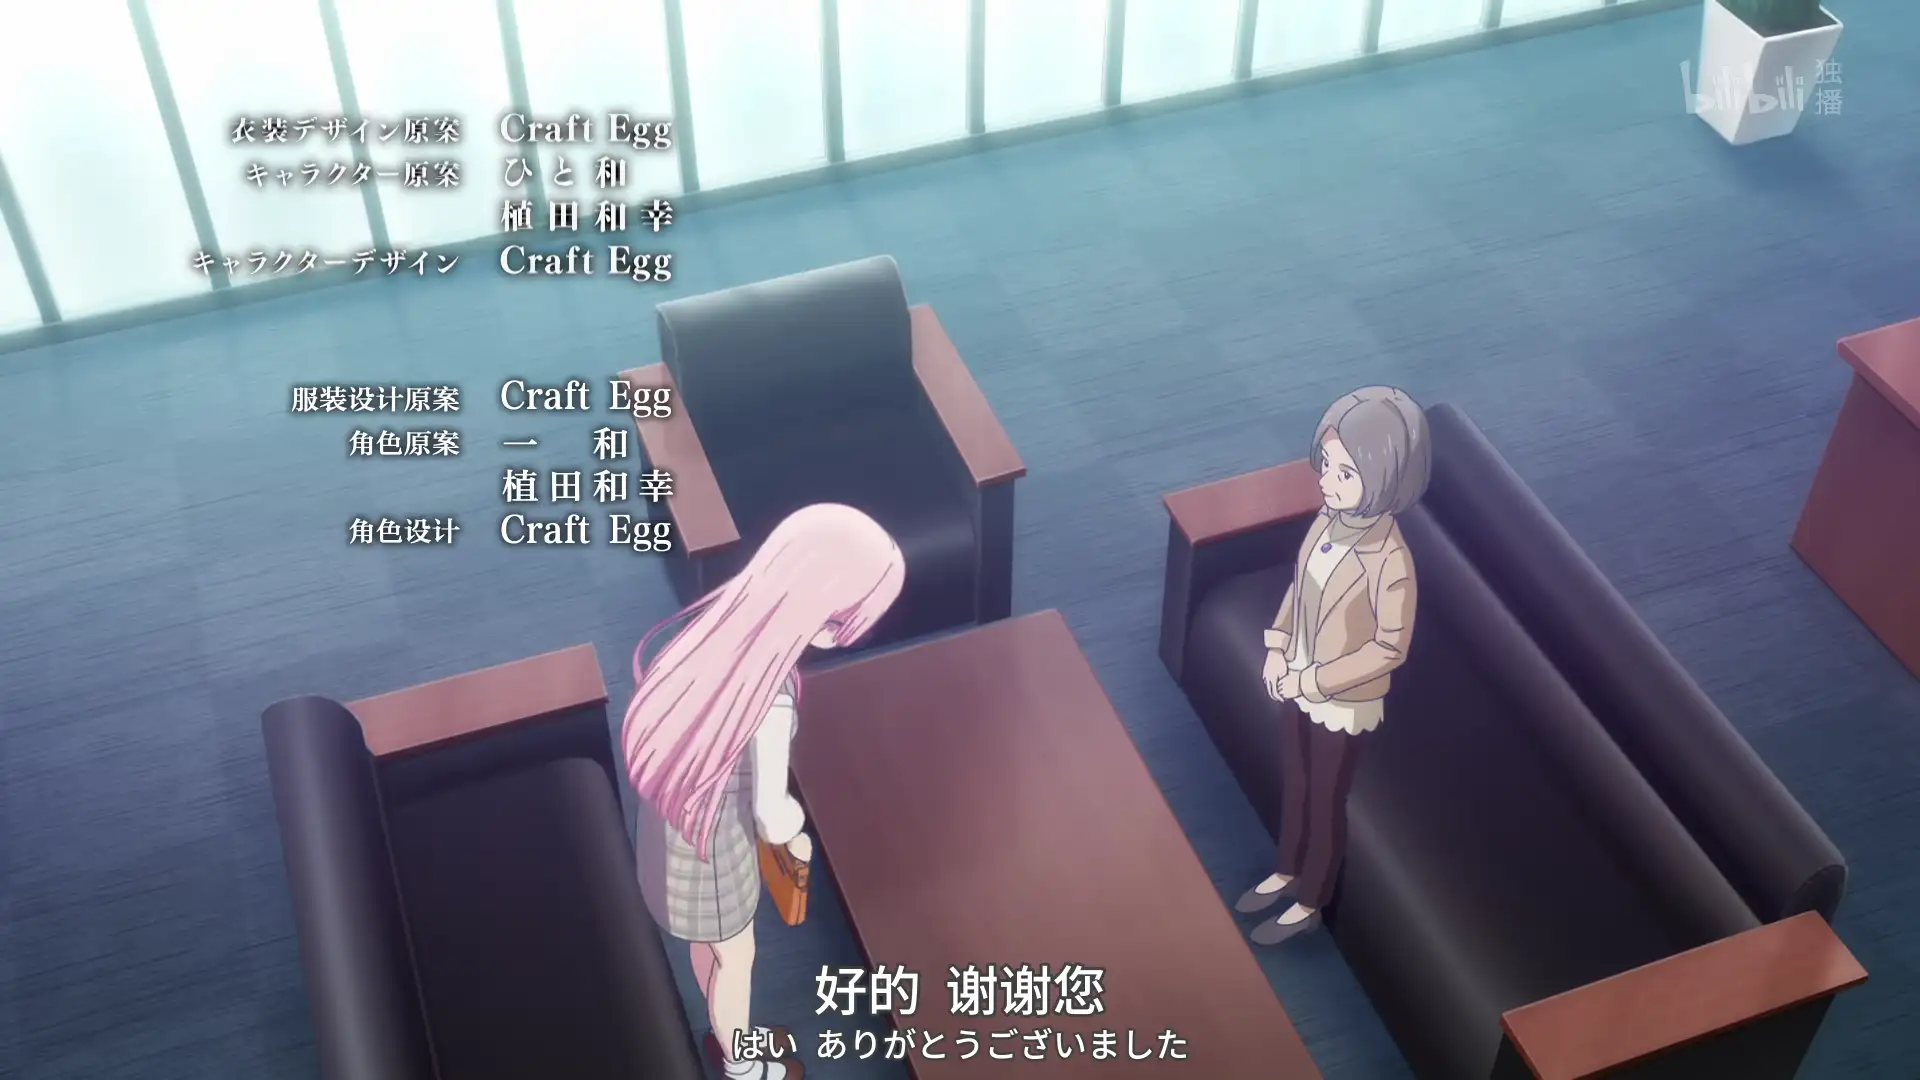 bilibili 独播
衣装デザイン原案 Craft Egg
キャラクター原案 ひと和
植田和幸
キャラクターデザイン Craft Egg
服装设计原案 Craft Egg
角色原案 一 和
植田和幸
角色设计 Craft Egg
好的 谢谢您
はい ありがとうございました